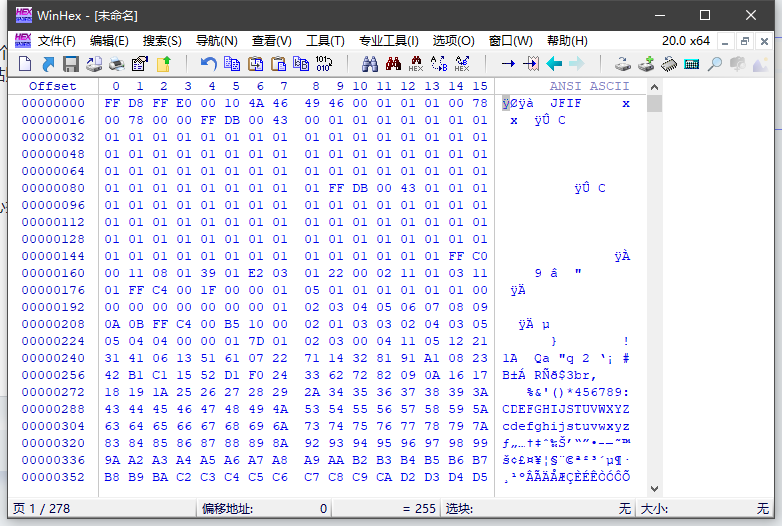 WinHex - [未命名]
文件(F) 编辑(E) 搜索(S) 导航(N) 查看(V) 工具(T) 专业工具(I) 选项(O) 窗口(W) 帮助(H) 20.0 x64
Offset 0 1 2 3 4 5 6 7 8 9 10 11 12 13 14 15 ANSI ASCII
00000000 FF D8 FF E0 00 10 4A 46 49 46 00 01 01 01 00 78 ÿØÿà JFIF x
00000016 00 78 00 00 FF DB 00 43 00 01 01 01 01 01 01 01 x ÿÛ C
00000032 01 01 01 01 01 01 01 01 01 01 01 01 01 01 01 01
00000048 01 01 01 01 01 01 01 01 01 01 01 01 01 01 01 01
00000064 01 01 01 01 01 01 01 01 01 01 01 01 01 01 01 01
00000080 01 01 01 01 01 01 01 01 01 FF DB 00 43 01 01 01 ÿÛ C
00000096 01 01 01 01 01 01 01 01 01 01 01 01 01 01 01 01
00000112 01 01 01 01 01 01 01 01 01 01 01 01 01 01 01 01
00000128 01 01 01 01 01 01 01 01 01 01 01 01 01 01 01 01
00000144 01 01 01 01 01 01 01 01 01 01 01 01 01 01 FF C0 ÿÀ
00000160 00 11 08 01 39 01 E2 03 01 22 00 02 11 01 03 11 9 â "
00000176 01 FF C4 00 1F 00 00 01 05 01 01 01 01 01 01 00 ÿÄ
00000192 00 00 00 00 00 00 00 01 02 03 04 05 06 07 08 09
00000208 0A 0B FF C4 00 B5 10 00 02 01 03 03 02 04 03 05 ÿÄ µ
00000224 05 04 04 00 00 01 7D 01 02 03 00 04 11 05 12 21 } !
00000240 31 41 06 13 51 61 07 22 71 14 32 81 91 A1 08 23 1A Qa "q 2 ‘¡ #
00000256 42 B1 C1 15 52 D1 F0 24 33 62 72 82 09 0A 16 17 B±Á RÑð$3br‚
00000272 18 19 1A 25 26 27 28 29 2A 34 35 36 37 38 39 3A %&'()*456789:
00000288 43 44 45 46 47 48 49 4A 53 54 55 56 57 58 59 5A CDEFGHIJSTUVWXYZ
00000304 63 64 65 66 67 68 69 6A 73 74 75 76 77 78 79 7A cdefghijstuvwxyz
00000320 83 84 85 86 87 88 89 8A 92 93 94 95 96 97 98 99 ƒ„…†‡ˆ‰Š’“”•–—˜™
00000336 9A A2 A3 A4 A5 A6 A7 A8 A9 AA B2 B3 B4 B5 B6 B7 š¢£¤¥¦§¨©ª²³´µ¶·
00000352 B8 B9 BA C2 C3 C4 C5 C6 C7 C8 C9 CA D2 D3 D4 D5 ¸¹ºÂÃÄÅÆÇÈÉÊÒÓÔÕ
页 1 / 278 偏移地址: 0 = 255 选块: 无 大小: 无